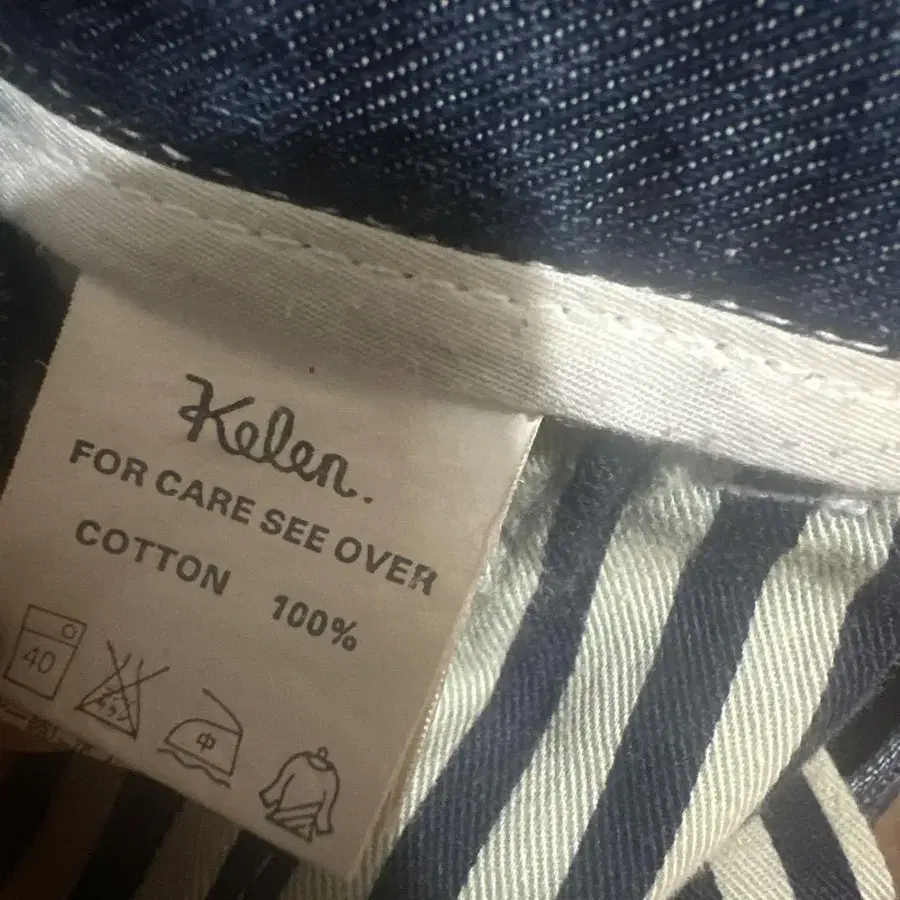 Kelen.
FOR CARE SEE OVER
COTTON 100%
40
中